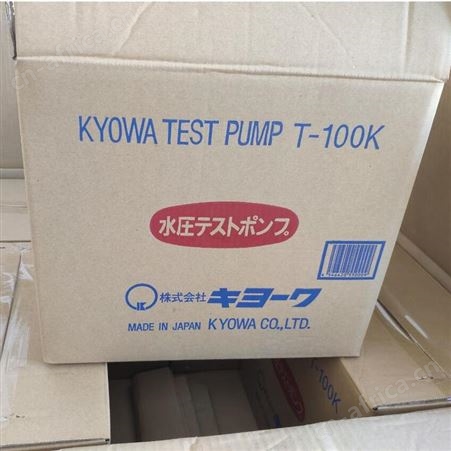 KYOWA TEST PUMP T-100K
水圧テストポンプ
株式会社 キヨーワ
MADE IN JAPAN KYOWA CO.,LTD.
T-100K